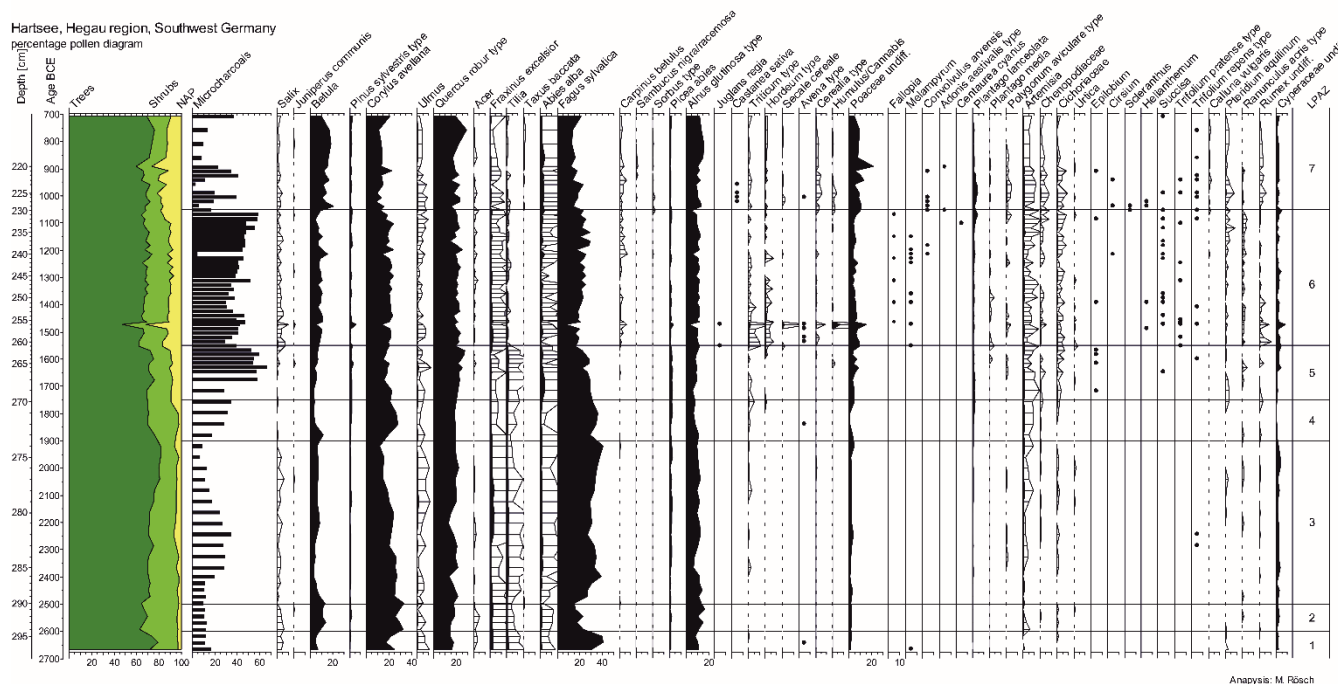 Hartsee, Hegau region, Southwest Germany
percentage pollen diagram
Depth [cm]
Age BCE
Trees
Shrubs
NAP
Microcharcoals
Salix
Juniperus communis
Betula
Pinus sylvestris type
Corylus avellana
Ulmus
Quercus robur type
Acer
Fraxinus excelsior
Tilia
Taxus baccata
Abies alba
Fagus sylvatica
Carpinus betulus
Sambucus nigra/racemosa
Sorbus type
Picea abies
Alnus glutinosa type
Juglans regia
Castanea sativa
Triticum type
Hordeum type
Secale cereale
Avena type
Cerealia type
Humulus/Cannabis
Poaceae undiff.
Fallopia
Melampyrum
Convolvulus arvensis
Adonis aestivalis type
Centaurea cyanus
Plantago lanceolata
Plantago media
Polygonum aviculare type
Artemisia
Chenopodiaceae
Cichoriaceae
Urtica
Epilobium
Cirsium
Scleranthus
Helianthemum
Succisa
Trifolium pratense type
Trifolium repens type
Calluna vulgaris
Pteridium aquilinum
Ranunculus acris type
Rumex undiff.
Cyperaceae undiff
LPAZ
700
800
220 900
225 1000
230 1100
235
240 1200
245 1300
250 1400
255 1500
260 1600
265 1700
270 1800
1900
275 2000
2100
280 2200
2300
285 2400
290 2500
295 2600
2700
7
6
5
4
3
2
1
20 40 60 80 100 20 40 60 20 20 40 20 20 40 20 20 10
Anapysis: M. Rösch